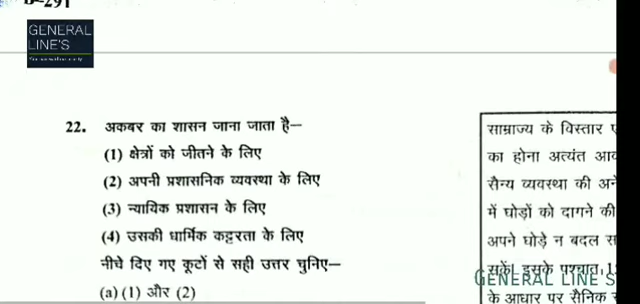 B-291
GENERAL
LINE'S
22. अकबर का शासन जाना जाता है—
(1) क्षेत्रों को जीतने के लिए
(2) अपनी प्रशासनिक व्यवस्था के लिए
(3) न्यायिक प्रशासन के लिए
(4) उसकी धार्मिक कट्टरता के लिए
नीचे दिए गए कूटों से सही उत्तर चुनिए—
(a) (1) और (2)
साम्राज्य के विस्तार
का होना अत्यंत
सैन्य व्यवस्था की
में घोड़ों को दागने की
अपने घोड़े न बदल
सकें। इसके पश्चात्
GENERAL LINE'S
के आधार पर सैनिक